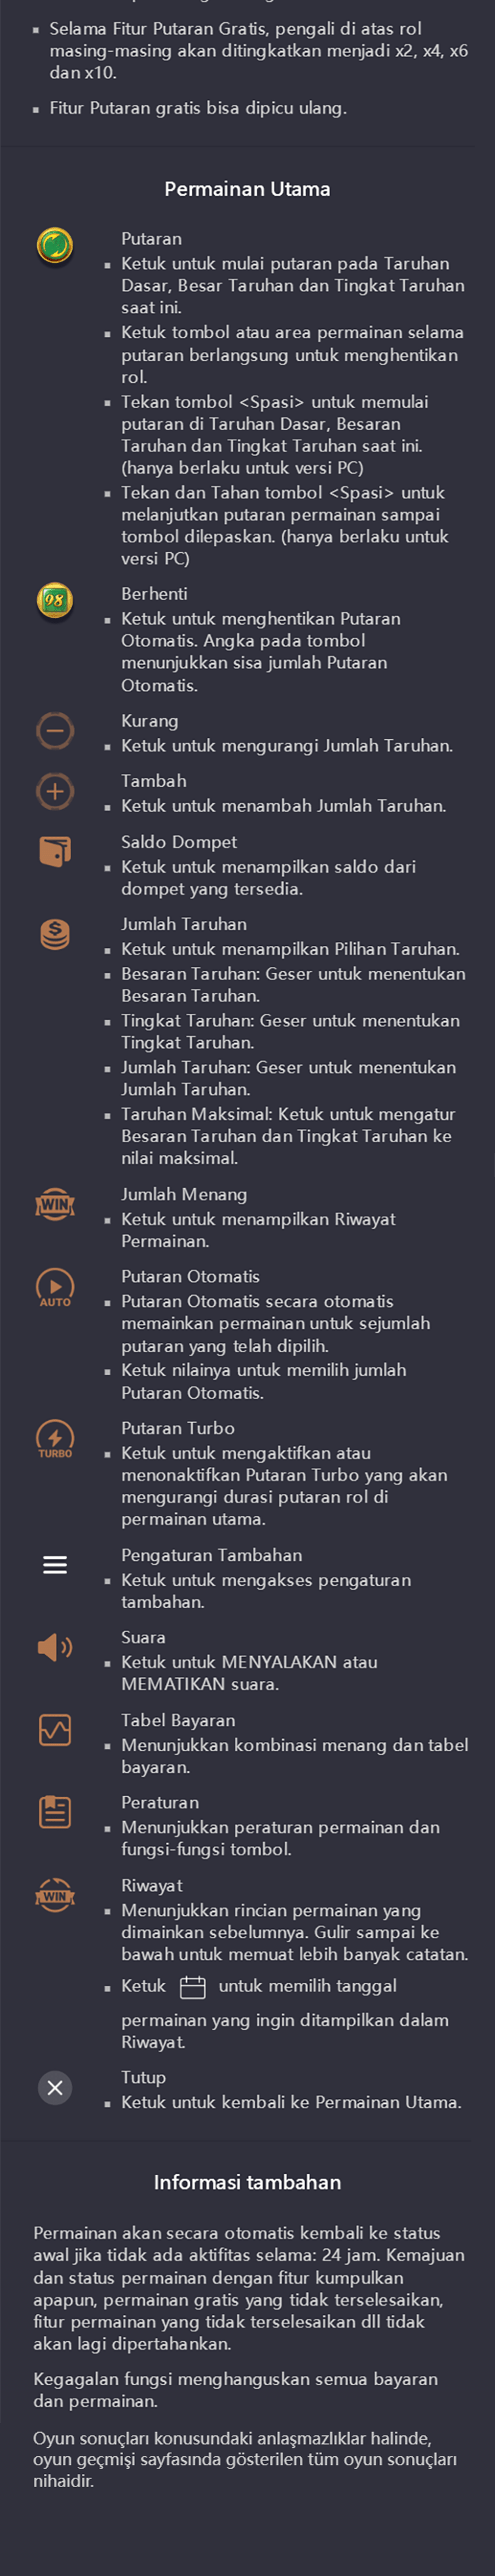 Selama Fitur Putaran Gratis, pengali di atas rol
masing-masing akan ditingkatkan menjadi x2, x4, x6
dan x10.
Fitur Putaran gratis bisa dipicu ulang.
Permainan Utama
Putaran
Ketuk untuk mulai putaran pada Taruhan
Dasar, Besar Taruhan dan Tingkat Taruhan
saat ini.
Ketuk tombol atau area permainan selama
putaran berlangsung untuk menghentikan
rol.
Tekan tombol <Spasi> untuk memulai
putaran di Taruhan Dasar, Besaran
Taruhan dan Tingkat Taruhan saat ini.
(hanya berlaku untuk versi PC)
Tekan dan Tahan tombol <Spasi> untuk
melanjutkan putaran permainan sampai
tombol dilepaskan. (hanya berlaku untuk
versi PC)
98
Berhenti
Ketuk untuk menghentikan Putaran
Otomatis. Angka pada tombol
menunjukkan sisa jumlah Putaran
Otomatis.
Kurang
Ketuk untuk mengurangi Jumlah Taruhan.
Tambah
Ketuk untuk menambah Jumlah Taruhan.
Saldo Dompet
Ketuk untuk menampilkan saldo dari
dompet yang tersedia.
Jumlah Taruhan
Ketuk untuk menampilkan Pilihan Taruhan.
Besaran Taruhan: Geser untuk menentukan
Besaran Taruhan.
Tingkat Taruhan: Geser untuk menentukan
Tingkat Taruhan.
Jumlah Taruhan: Geser untuk menentukan
Jumlah Taruhan.
Taruhan Maksimal: Ketuk untuk mengatur
Besaran Taruhan dan Tingkat Taruhan ke
nilai maksimal.
WIN
Jumlah Menang
Ketuk untuk menampilkan Riwayat
Permainan.
AUTO
Putaran Otomatis
Putaran Otomatis secara otomatis
memainkan permainan untuk sejumlah
putaran yang telah dipilih.
Ketuk nilainya untuk memilih jumlah
Putaran Otomatis.
TURBO
Putaran Turbo
Ketuk untuk mengaktifkan atau
menonaktifkan Putaran Turbo yang akan
mengurangi durasi putaran rol di
permainan utama.
Pengaturan Tambahan
Ketuk untuk mengakses pengaturan
tambahan.
Suara
Ketuk untuk MENYALAKAN atau
MEMATIKAN suara.
Tabel Bayaran
Menunjukkan kombinasi menang dan tabel
bayaran.
Peraturan
Menunjukkan peraturan permainan dan
fungsi-fungsi tombol.
WIN
Riwayat
Menunjukkan rincian permainan yang
dimainkan sebelumnya. Gulir sampai ke
bawah untuk memuat lebih banyak catatan.
Ketuk untuk memilih tanggal
permainan yang ingin ditampilkan dalam
Riwayat.
Tutup
Ketuk untuk kembali ke Permainan Utama.
Informasi tambahan
Permainan akan secara otomatis kembali ke status
awal jika tidak ada aktifitas selama: 24 jam. Kemajuan
dan status permainan dengan fitur kumpulkan
apapun, permainan gratis yang tidak terselesaikan,
fitur permainan yang tidak terselesaikan dll tidak
akan lagi dipertahankan.
Kegagalan fungsi menghanguskan semua bayaran
dan permainan.
Oyun sonuçları konusundaki anlaşmazlıklar halinde,
oyun geçmişi sayfasında gösterilen tüm oyun sonuçları
nihaidir.